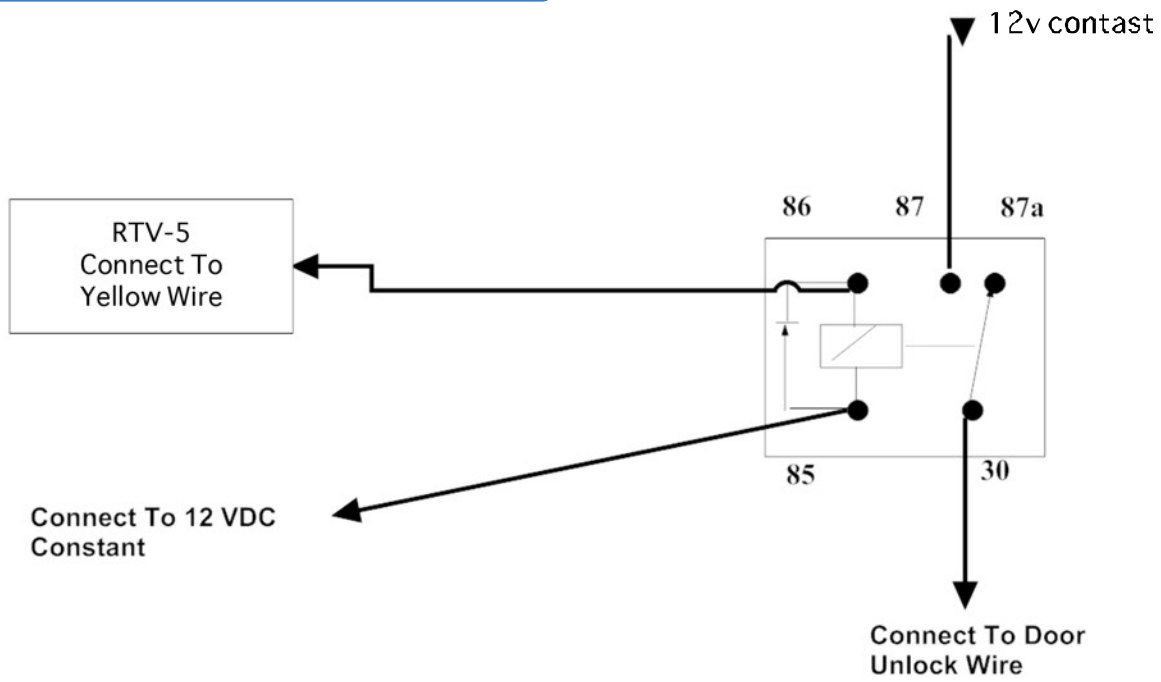 12v contast
86
87
87a
RTV-5
Connect To
Yellow Wire
85
30
Connect To 12 VDC
Constant
Connect To Door
Unlock Wire